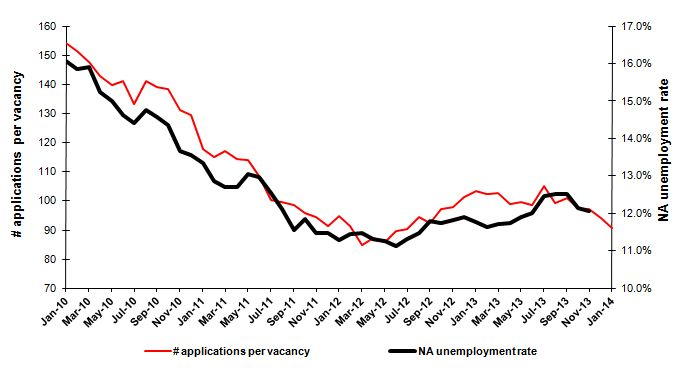 160
150
140
130
120
110
100
90
80
70
# applications per vacancy
17.0%
16.0%
15.0%
14.0%
13.0%
12.0%
11.0%
10.0%
NA unemployment rate
Jan-10
Mar-10
May-10
Jul-10
Sep-10
Nov-10
Jan-11
Mar-11
May-11
Jul-11
Sep-11
Nov-11
Jan-12
Mar-12
May-12
Jul-12
Sep-12
Nov-12
Jan-13
Mar-13
May-13
Jul-13
Sep-13
Nov-13
Jan-14
# applications per vacancy
NA unemployment rate